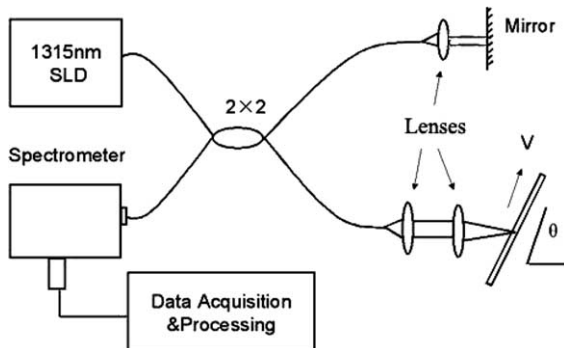 1315nm
SLD
Mirror
2×2
Lenses
Spectrometer
V
θ
Data Acquisition
&Processing